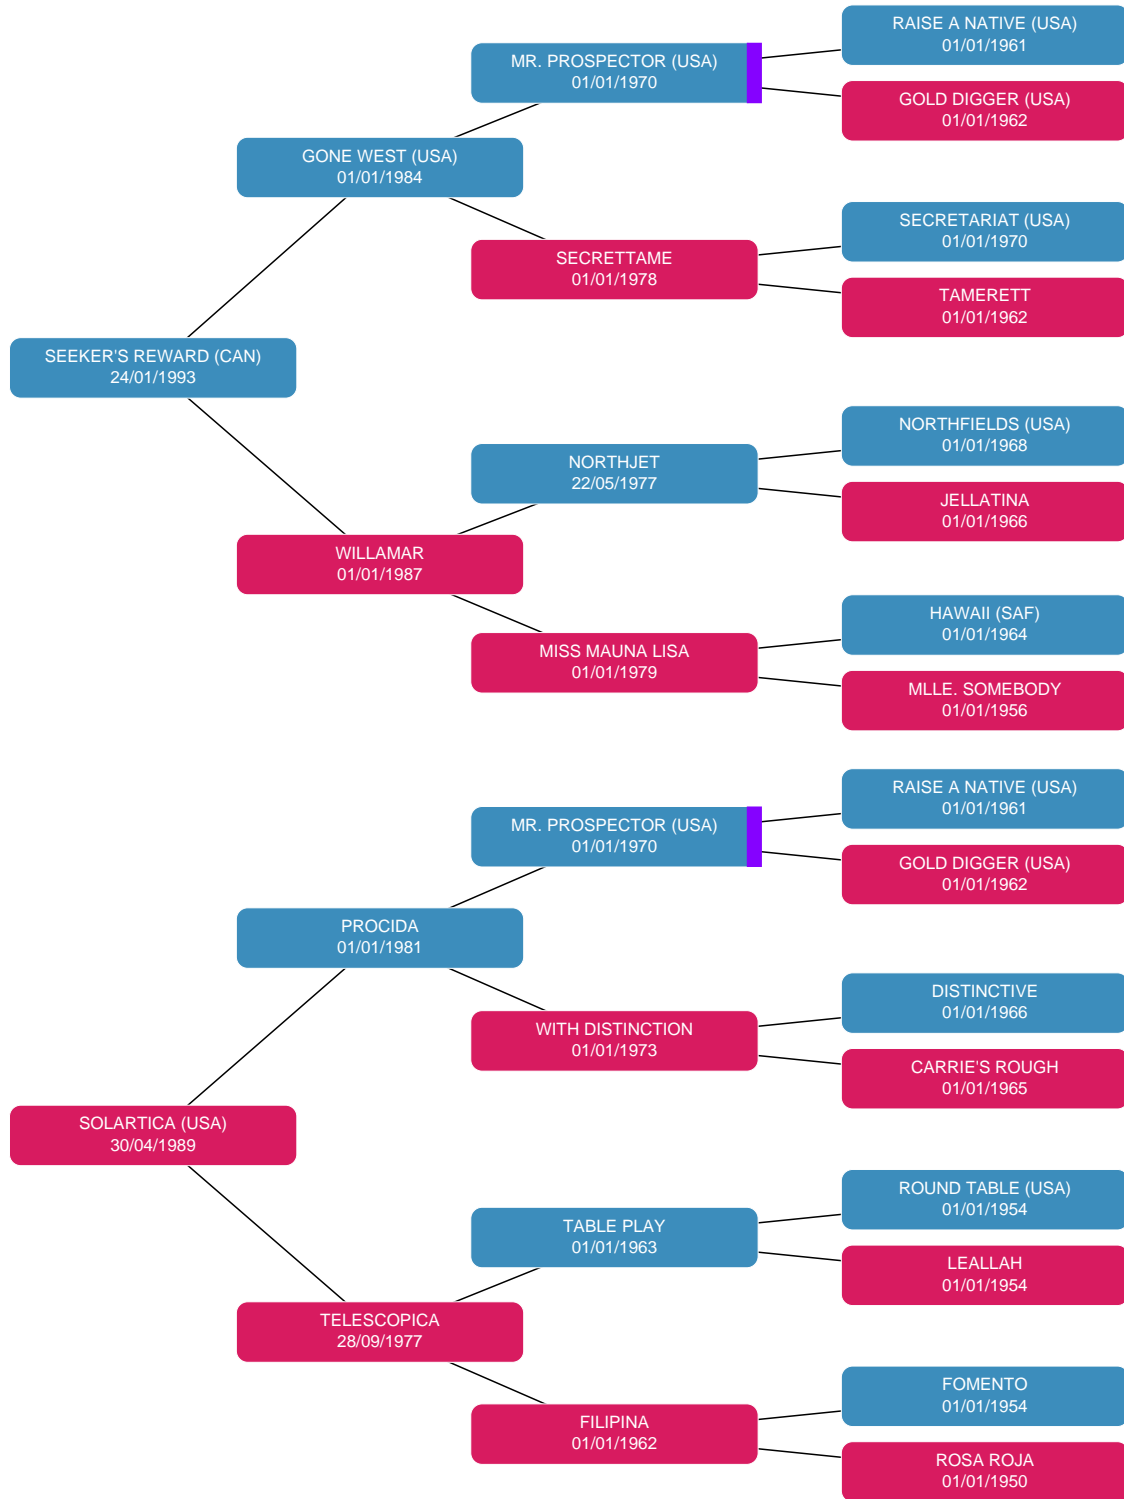 RAISE A NATIVE (USA)
01/01/1961
MR. PROSPECTOR (USA)
01/01/1970
GOLD DIGGER (USA)
01/01/1962
GONE WEST (USA)
01/01/1984
SECRETARIAT (USA)
01/01/1970
SECRETTAME
01/01/1978
TAMERETT
01/01/1962
SEEKER'S REWARD (CAN)
24/01/1993
NORTHFIELDS (USA)
01/01/1968
NORTHJET
22/05/1977
JELLATINA
01/01/1966
WILLAMAR
01/01/1987
HAWAII (SAF)
01/01/1964
MISS MAUNA LISA
01/01/1979
MLLE. SOMEBODY
01/01/1956
RAISE A NATIVE (USA)
01/01/1961
MR. PROSPECTOR (USA)
01/01/1970
GOLD DIGGER (USA)
01/01/1962
PROCIDA
01/01/1981
DISTINCTIVE
01/01/1966
WITH DISTINCTION
01/01/1973
CARRIE'S ROUGH
01/01/1965
SOLARTICA (USA)
30/04/1989
ROUND TABLE (USA)
01/01/1954
TABLE PLAY
01/01/1963
LEALLAH
01/01/1954
TELESCOPICA
28/09/1977
FOMENTO
01/01/1954
FILIPINA
01/01/1962
ROSA ROJA
01/01/1950